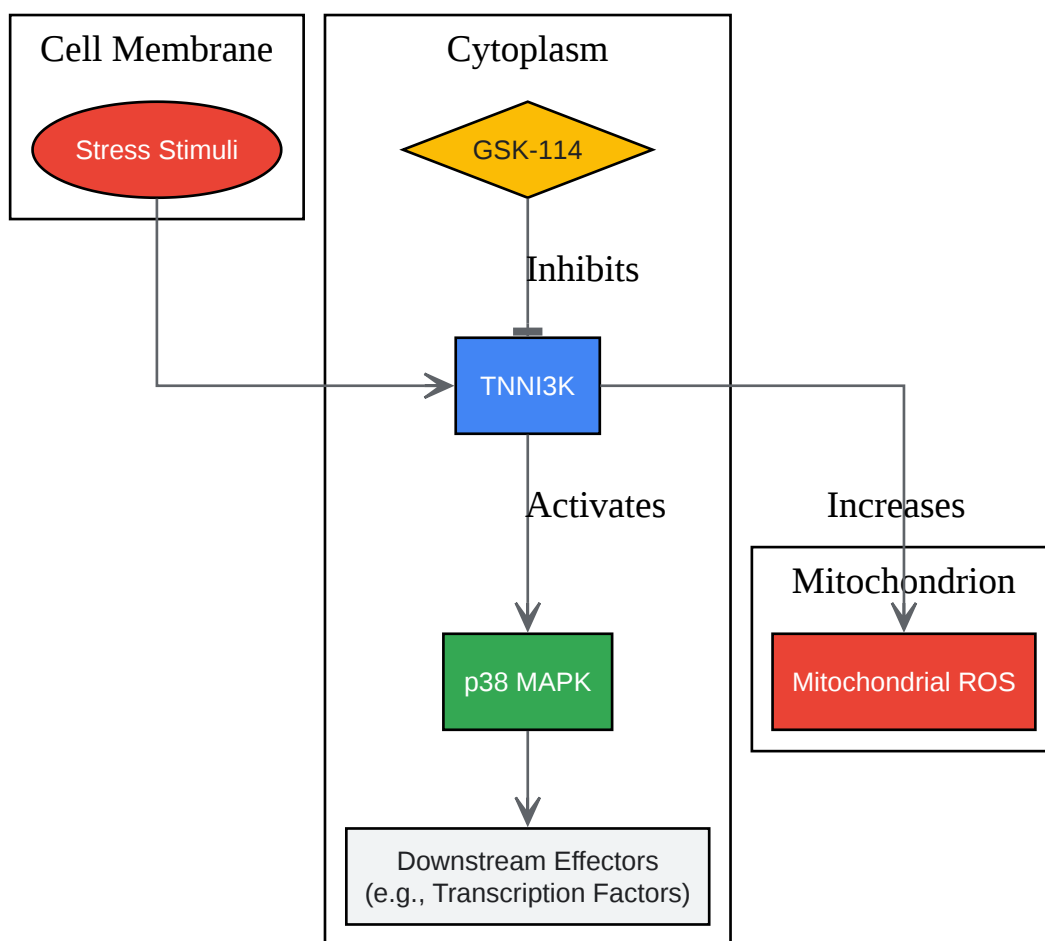 Cell Membrane
Stress Stimuli
Cytoplasm
GSK-114
Inhibits
TNNI3K
Activates
Increases
Mitochondrion
Mitochondrial ROS
p38 MAPK
Downstream Effectors
(e.g., Transcription Factors)